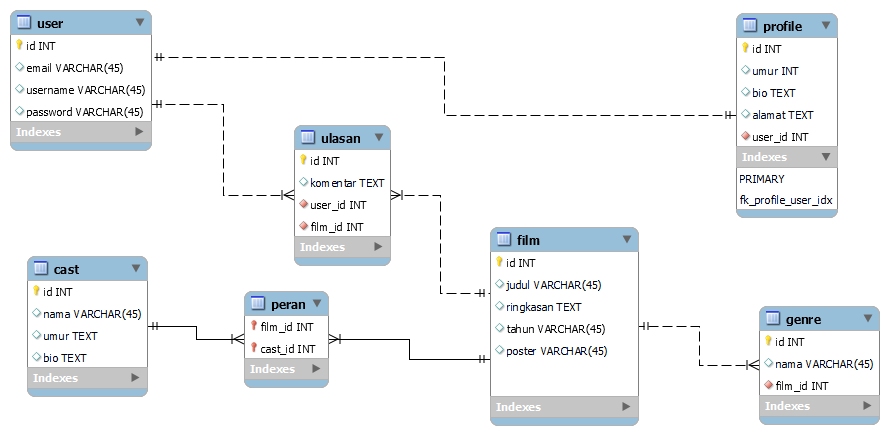 user
id INT
email VARCHAR(45)
username VARCHAR(45)
password VARCHAR(45)
Indexes
profile
id INT
umur INT
bio TEXT
alamat TEXT
user_id INT
Indexes
PRIMARY
fk_profile_user_idx
ulasan
id INT
komentar TEXT
user_id INT
film_id INT
Indexes
film
id INT
judul VARCHAR(45)
ringkasan TEXT
tahun VARCHAR(45)
poster VARCHAR(45)
Indexes
cast
id INT
nama VARCHAR(45)
umur TEXT
bio TEXT
Indexes
peran
film_id INT
cast_id INT
Indexes
genre
id INT
nama VARCHAR(45)
film_id INT
Indexes